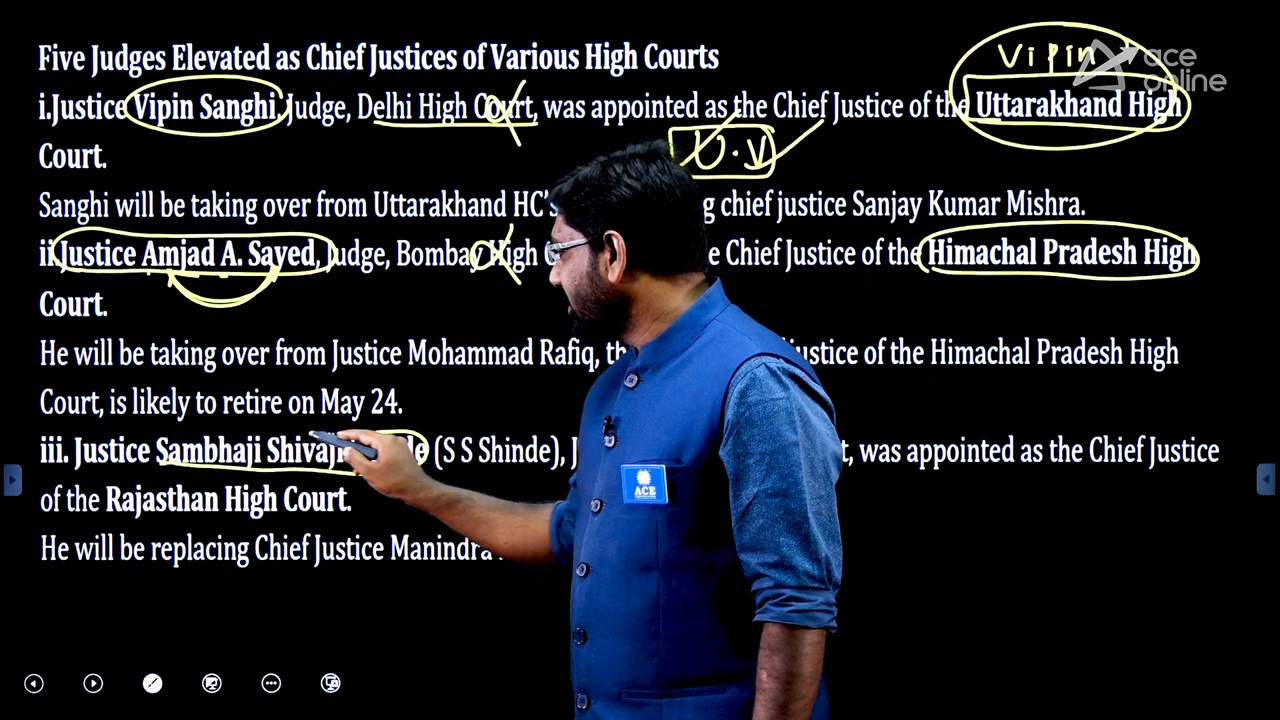 Five Judges Elevated as Chief Justices of Various High Courts
Vipin
ace online
i.Justice Vipin Sanghi, Judge, Delhi High Court, was appointed as the Chief Justice of the Uttarakhand High
Court.
U.V
Sanghi will be taking over from Uttarakhand HC's g chief justice Sanjay Kumar Mishra.
ii.Justice Amjad A. Sayed, Judge, Bombay High Chief Justice of the Himachal Pradesh High
Court.
He will be taking over from Justice Mohammad Rafiq, justice of the Himachal Pradesh High
Court, is likely to retire on May 24.
iii. Justice Sambhaji Shivaji (S S Shinde), J t, was appointed as the Chief Justice
of the Rajasthan High Court.
ACE
He will be replacing Chief Justice Manindra